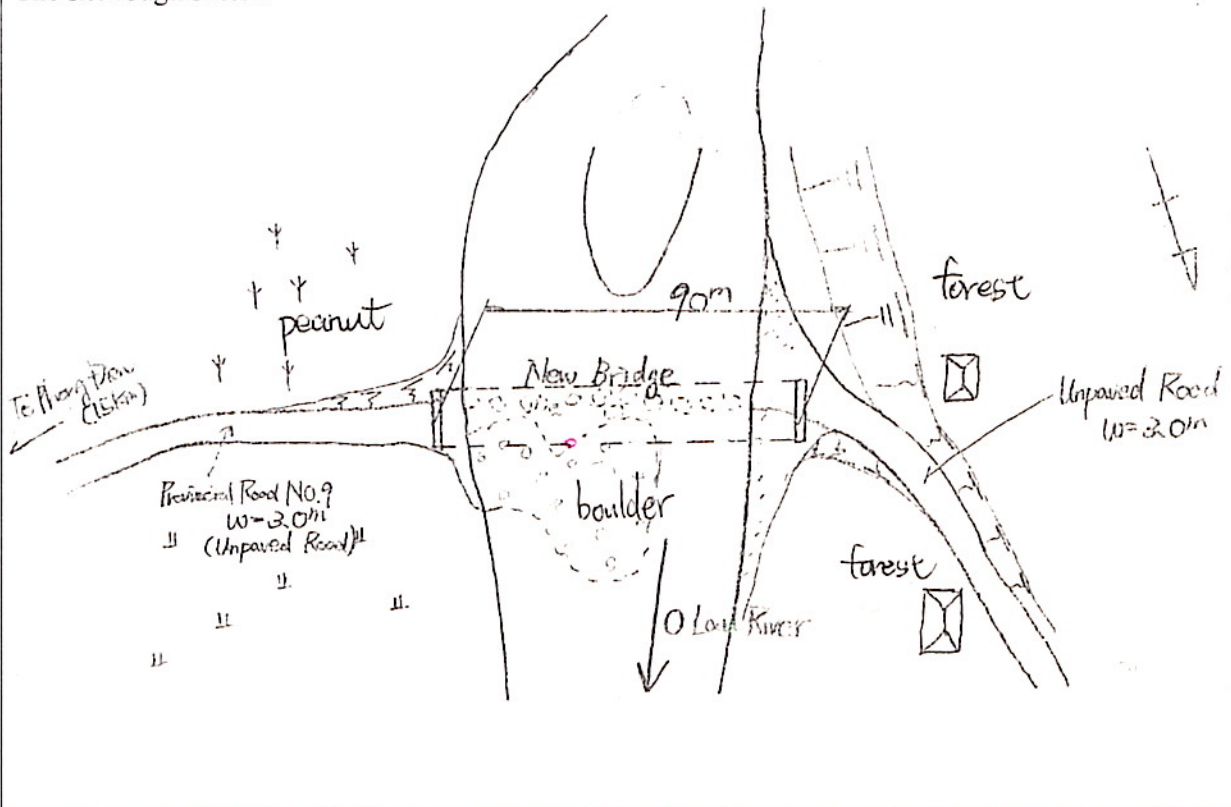 90m
forest
peanut
New Bridge
To Phong Dien
(15Km)
Unpaved Road
w=3.0m
Provincial Road No.9
w=3.0m
(Unpaved Road)
boulder
forest
O Lau River